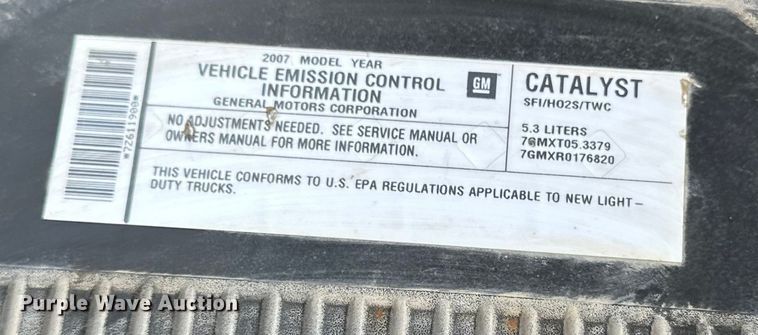 2007 MODEL YEAR
VEHICLE EMISSION CONTROL
INFORMATION
GENERAL MOTORS CORPORATION
GM
NO ADJUSTMENTS NEEDED. SEE SERVICE MANUAL OR
OWNERS MANUAL FOR MORE INFORMATION.
THIS VEHICLE CONFORMS TO U.S. EPA REGULATIONS APPLICABLE TO NEW LIGHT-
DUTY TRUCKS.
CATALYST
SFI/HO2S/TWC
5.3 LITERS
7GMXT05.3379
7GMXR0176820
*7Z611900*
Purple Wave Auction